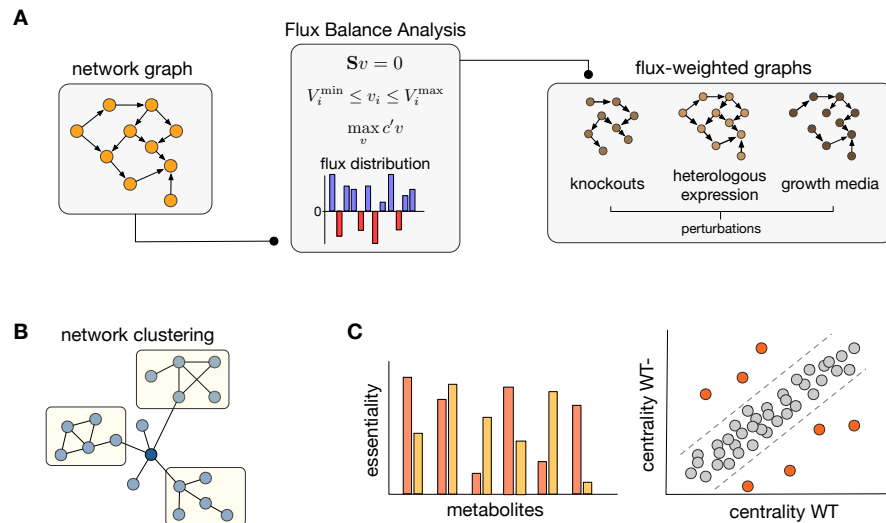 A
Flux Balance Analysis
network graph
Sv = 0
V_i^min ≤ v_i ≤ V_i^max
max_v c′v
flux distribution
0
flux-weighted graphs
knockouts
heterologous
expression
growth media
perturbations
B
network clustering
C
essentiality
metabolites
centrality WT-
centrality WT